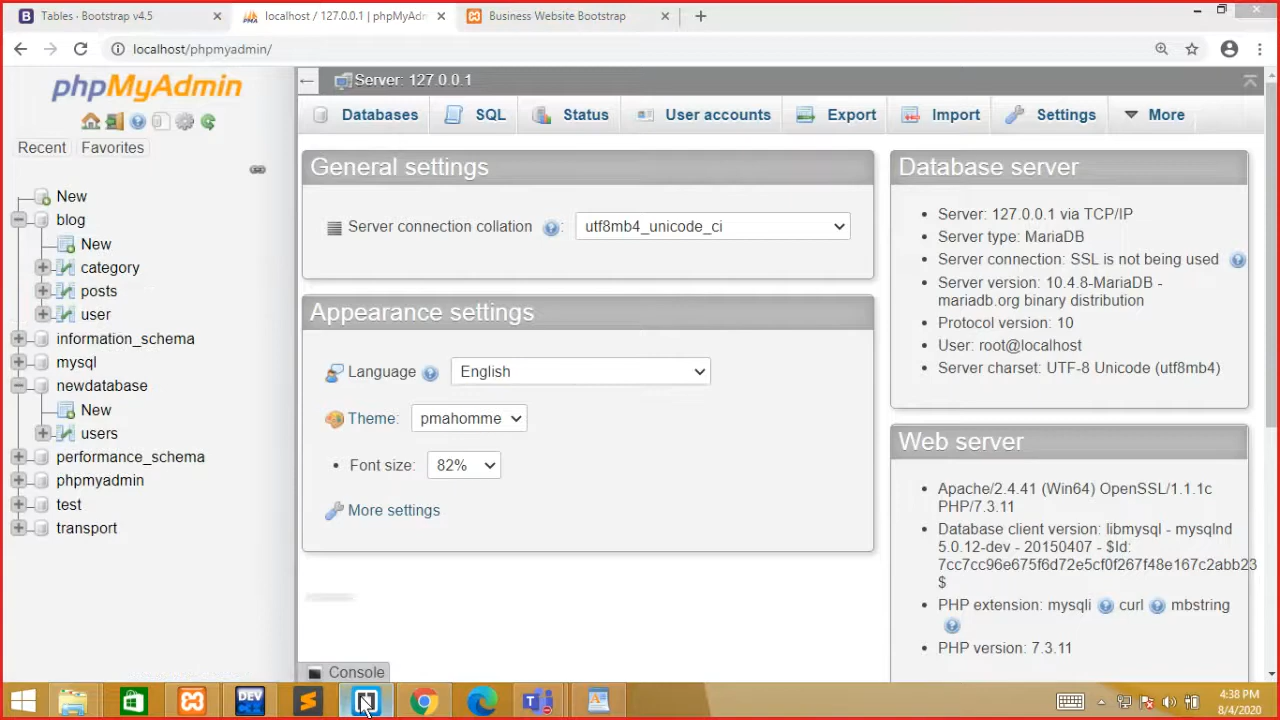 Tables · Bootstrap v4.5
localhost / 127.0.0.1 | phpMyAdm
Business Website Bootstrap
localhost/phpmyadmin/
phpMyAdmin
Recent
Favorites
New
blog
New
category
posts
user
information_schema
mysql
newdatabase
New
users
performance_schema
phpmyadmin
test
transport
Server: 127.0.0.1
Databases
SQL
Status
User accounts
Export
Import
Settings
More
General settings
Server connection collation
:
utf8mb4_unicode_ci
Appearance settings
Language
English
Theme:
pmahomme
Font size:
82%
More settings
Console
Database server
Server: 127.0.0.1 via TCP/IP
Server type: MariaDB
Server connection: SSL is not being used
Server version: 10.4.8-MariaDB -
mariadb.org binary distribution
Protocol version: 10
User: root@localhost
Server charset: UTF-8 Unicode (utf8mb4)
Web server
Apache/2.4.41 (Win64) OpenSSL/1.1.1c
PHP/7.3.11
Database client version: libmysql - mysqlnd
5.0.12-dev - 20150407 - $Id:
7cc7cc96e675f6d72e5cf0f267f48e167c2abb23
$
PHP extension: mysqli
curl
mbstring
PHP version: 7.3.11
DEV
4:38 PM
8/4/2020